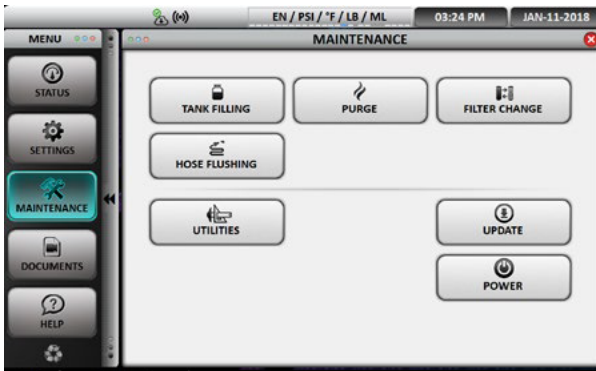 EN / PSI / °F / LB / ML 03:24 PM JAN-11-2018
MENU MAINTENANCE
STATUS
SETTINGS
MAINTENANCE
DOCUMENTS
HELP
TANK FILLING PURGE FILTER CHANGE
HOSE FLUSHING
UTILITIES UPDATE
POWER